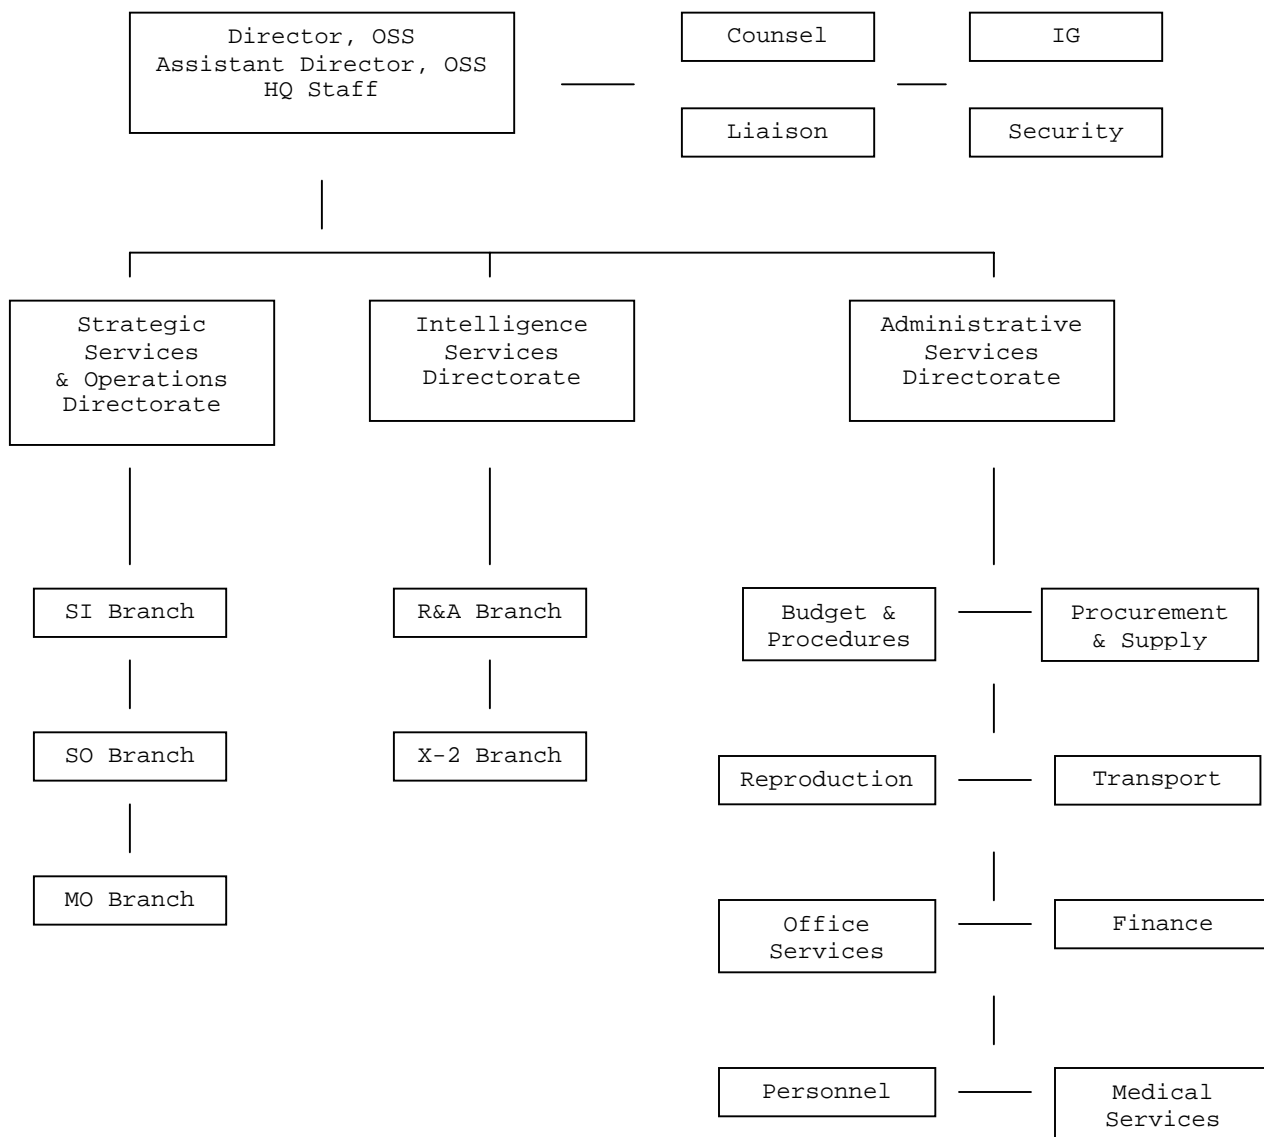 Director, OSS
Assistant Director, OSS
HQ Staff
Counsel
IG
Liaison
Security
Strategic
Services
& Operations
Directorate
Intelligence
Services
Directorate
Administrative
Services
Directorate
SI Branch
R&A Branch
Budget &
Procedures
Procurement
& Supply
SO Branch
X-2 Branch
Reproduction
Transport
MO Branch
Office
Services
Finance
Personnel
Medical
Services